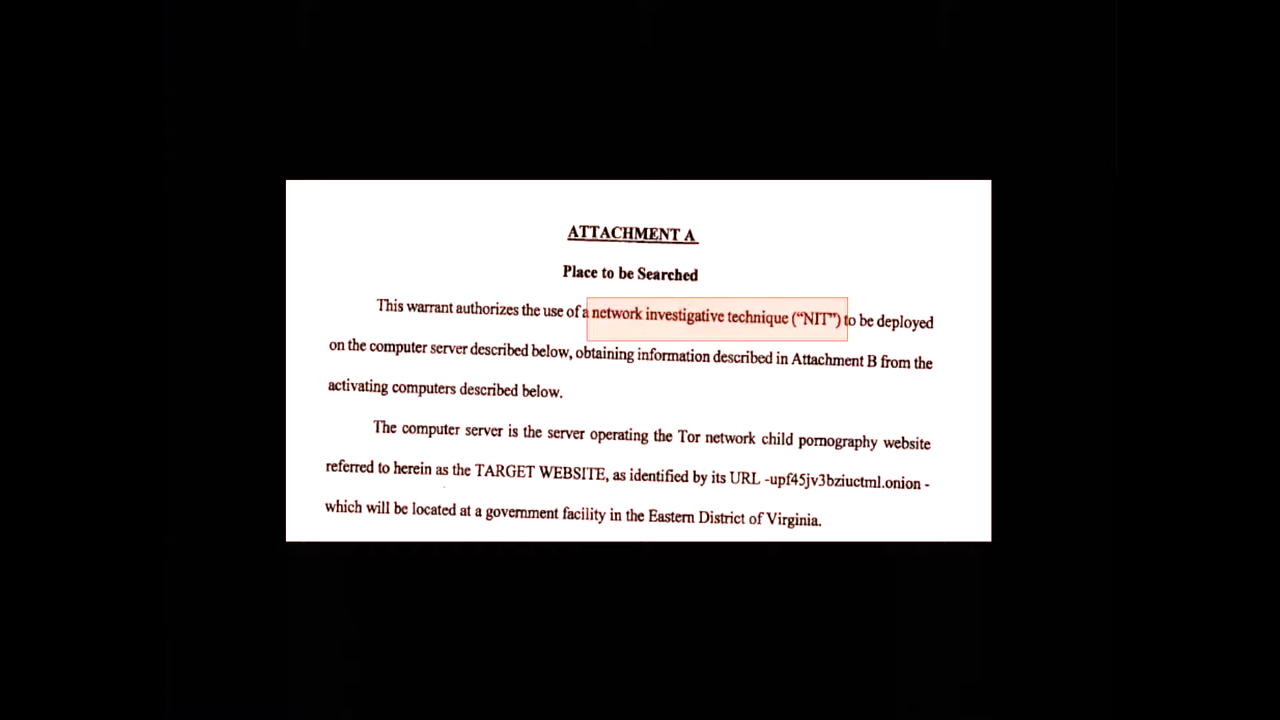 ATTACHMENT A
Place to be Searched
This warrant authorizes the use of a network investigative technique ("NIT") to be deployed
on the computer server described below, obtaining information described in Attachment B from the
activating computers described below.
The computer server is the server operating the Tor network child pornography website
referred to herein as the TARGET WEBSITE, as identified by its URL -upf45jv3bziuctml.onion -
which will be located at a government facility in the Eastern District of Virginia.